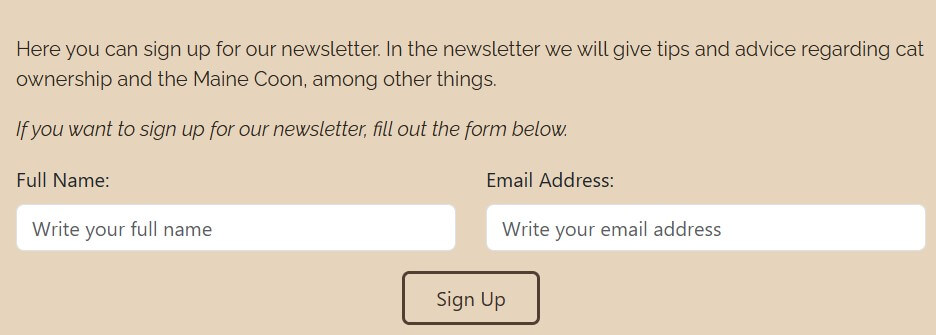 Here you can sign up for our newsletter. In the newsletter we will give tips and advice regarding cat
ownership and the Maine Coon, among other things.
If you want to sign up for our newsletter, fill out the form below.
Full Name:
Email Address:
Write your full name
Write your email address
Sign Up